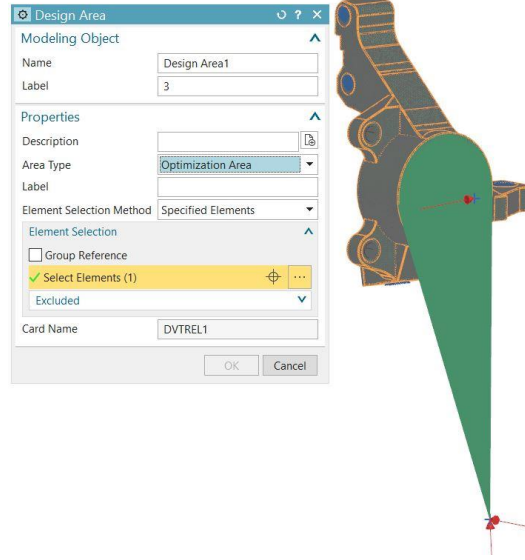 Design Area
Modeling Object
Name Design Area1
Label 3
Properties
Description
Area Type Optimization Area
Label
Element Selection Method Specified Elements
Element Selection
Group Reference
Select Elements (1)
Excluded
Card Name DVTREL1
OK Cancel